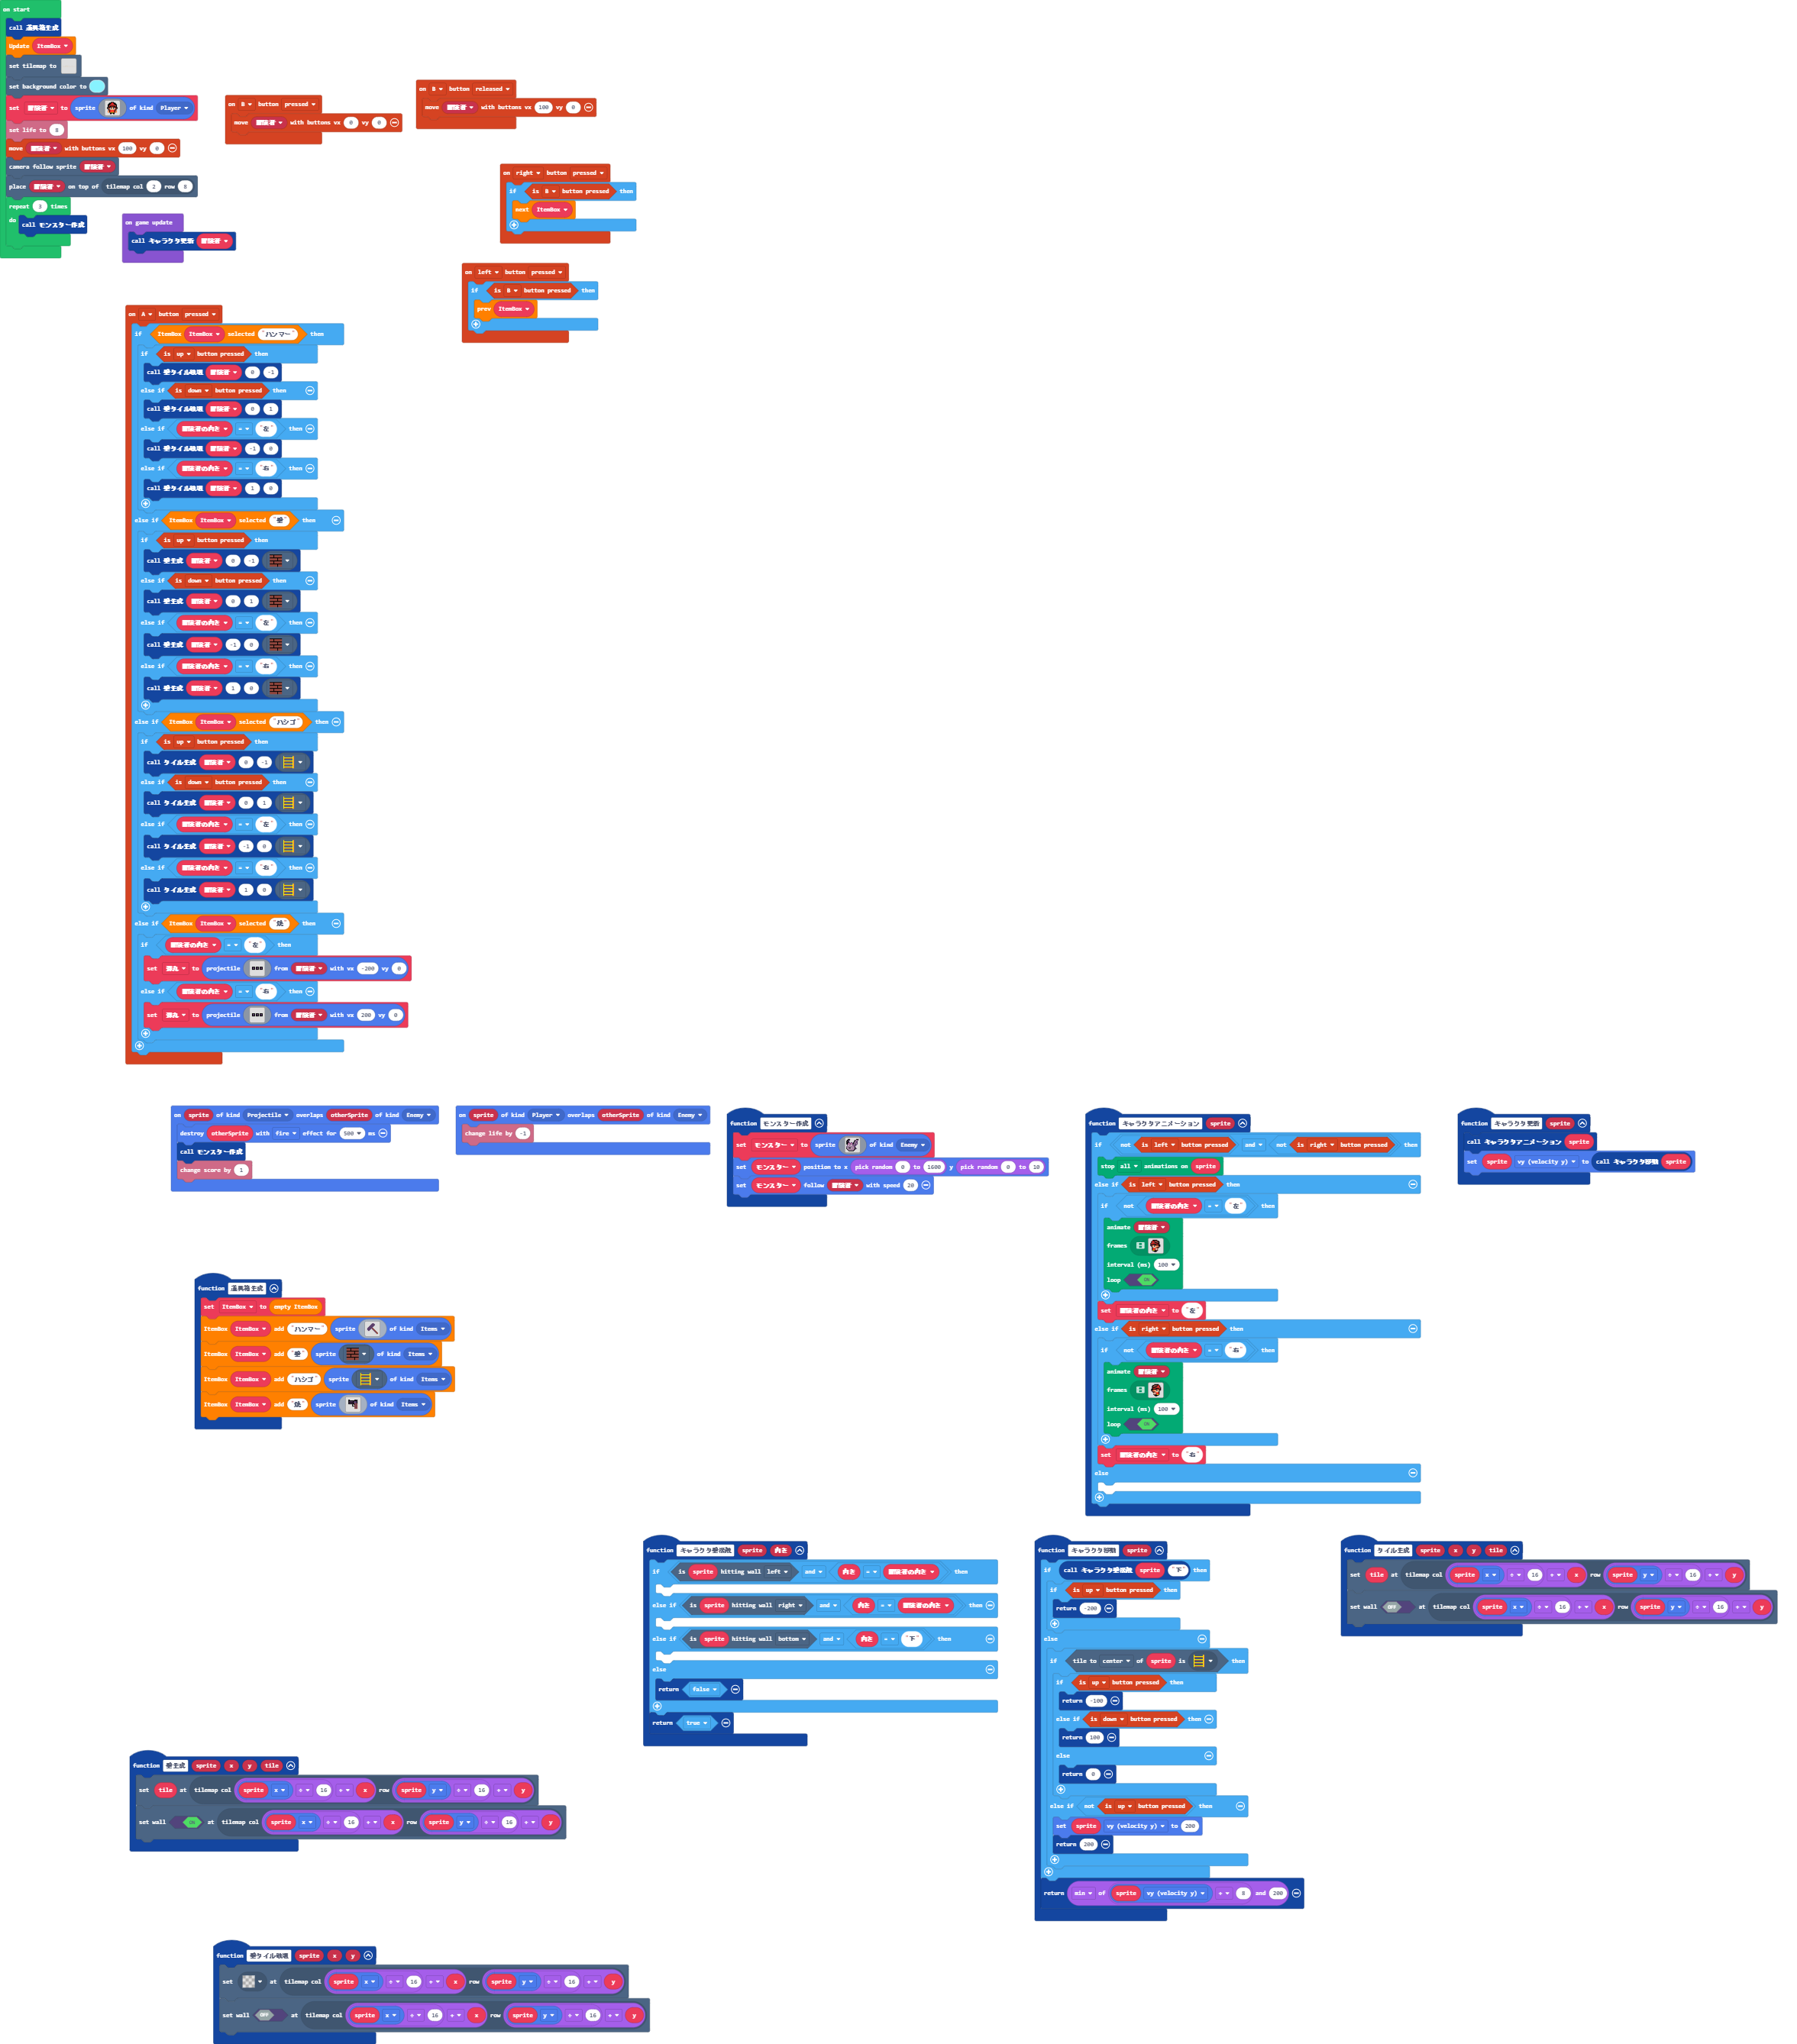 on start
call 道具箱生成
Update ItemBox
set tilemap to
set background color to
set 冒険者 to sprite of kind Player
set life to 8
move 冒険者 with buttons vx 100 vy 0
camera follow sprite 冒険者
place 冒険者 on top of tilemap col 2 row 8
repeat 3 times
do
call モンスター作成
on B button pressed
move 冒険者 with buttons vx 0 vy 0
on B button released
move 冒険者 with buttons vx 100 vy 0
on right button pressed
if is B button pressed then
next ItemBox
on game update
call キャラクタ更新 冒険者
on left button pressed
if is B button pressed then
prev ItemBox
on A button pressed
if ItemBox ItemBox selected "ハンマー" then
if is up button pressed then
call 壁タイル破壊 冒険者 0 -1
else if is down button pressed then
call 壁タイル破壊 冒険者 0 1
else if 冒険者の向き = "左" then
call 壁タイル破壊 冒険者 -1 0
else if 冒険者の向き = "右" then
call 壁タイル破壊 冒険者 1 0
else if ItemBox ItemBox selected "壁" then
if is up button pressed then
call 壁生成 冒険者 0 -1
else if is down button pressed then
call 壁生成 冒険者 0 1
else if 冒険者の向き = "左" then
call 壁生成 冒険者 -1 0
else if 冒険者の向き = "右" then
call 壁生成 冒険者 1 0
else if ItemBox ItemBox selected "ハシゴ" then
if is up button pressed then
call タイル生成 冒険者 0 -1
else if is down button pressed then
call タイル生成 冒険者 0 1
else if 冒険者の向き = "左" then
call タイル生成 冒険者 -1 0
else if 冒険者の向き = "右" then
call タイル生成 冒険者 1 0
else if ItemBox ItemBox selected "銃" then
if 冒険者の向き = "左" then
set 弾丸 to projectile from 冒険者 with vx -200 vy 0
else if 冒険者の向き = "右" then
set 弾丸 to projectile from 冒険者 with vx 200 vy 0
on sprite of kind Projectile overlaps otherSprite of kind Enemy
destroy otherSprite with fire effect for 500 ms
call モンスター作成
change score by 1
on sprite of kind Player overlaps otherSprite of kind Enemy
change life by -1
function モンスター作成
set モンスター to sprite of kind Enemy
set モンスター position to x pick random 0 to 1600 y pick random 0 to 10
set モンスター follow 冒険者 with speed 20
function キャラクタアニメーション sprite
if not is left button pressed and not is right button pressed then
stop all animations on sprite
else if is left button pressed then
if not 冒険者の向き = "左" then
animate 冒険者
frames
interval (ms) 100
loop ON
set 冒険者の向き to "左"
else if is right button pressed then
if not 冒険者の向き = "右" then
animate 冒険者
frames
interval (ms) 100
loop ON
set 冒険者の向き to "右"
else
function キャラクタ更新 sprite
call キャラクタアニメーション sprite
set sprite vy (velocity y) to call キャラクタ移動 sprite
function 道具箱生成
set ItemBox to empty ItemBox
ItemBox ItemBox add "ハンマー" sprite of kind Items
ItemBox ItemBox add "壁" sprite of kind Items
ItemBox ItemBox add "ハシゴ" sprite of kind Items
ItemBox ItemBox add "銃" sprite of kind Items
function キャラクタ壁接触 sprite 向き
if is sprite hitting wall left and 向き = 冒険者の向き then
else if is sprite hitting wall right and 向き = 冒険者の向き then
else if is sprite hitting wall bottom and 向き = "下" then
else
return false
return true
function キャラクタ移動 sprite
if call キャラクタ壁接触 sprite "下" then
if is up button pressed then
return -200
else
if tile to center of sprite is then
if is up button pressed then
return -100
else if is down button pressed then
return 100
else
return 0
else if not is up button pressed then
set sprite vy (velocity y) to 200
return 200
return min of sprite vy (velocity y) + 8 and 200
function タイル生成 sprite x y tile
set tile at tilemap col sprite x ÷ 16 + x row sprite y ÷ 16 + y
set wall OFF at tilemap col sprite x ÷ 16 + x row sprite y ÷ 16 + y
function 壁生成 sprite x y tile
set tile at tilemap col sprite x ÷ 16 + x row sprite y ÷ 16 + y
set wall ON at tilemap col sprite x ÷ 16 + x row sprite y ÷ 16 + y
function 壁タイル破壊 sprite x y
set at tilemap col sprite x ÷ 16 + x row sprite y ÷ 16 + y
set wall OFF at tilemap col sprite x ÷ 16 + x row sprite y ÷ 16 + y